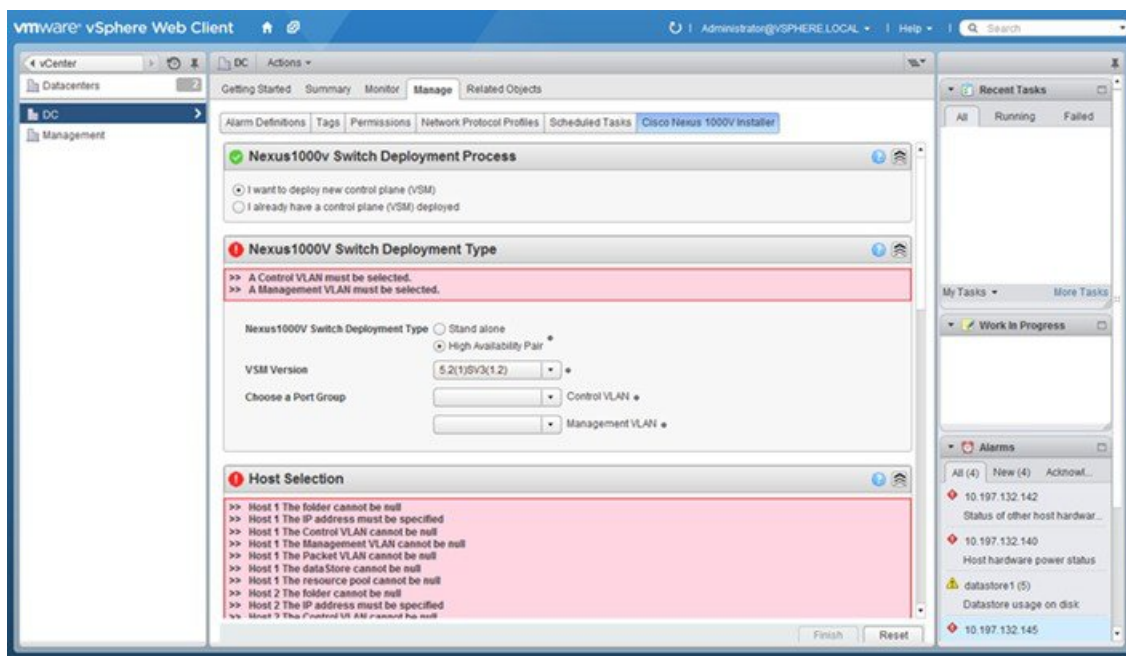 vmware® vSphere Web Client
Administrator@VSPHERE.LOCAL
Help
Search
vCenter
Datacenters 2
DC
Management
DC Actions
Getting Started Summary Monitor Manage Related Objects
Alarm Definitions Tags Permissions Network Protocol Profiles Scheduled Tasks Cisco Nexus 1000V Installer
Nexus1000v Switch Deployment Process
I want to deploy new control plane (VSM)
I already have a control plane (VSM) deployed
Nexus1000V Switch Deployment Type
>> A Control VLAN must be selected.
>> A Management VLAN must be selected.
Nexus1000V Switch Deployment Type Stand alone
High Availability Pair
VSM Version 5.2(1)SV3(1.2)
Choose a Port Group Control VLAN
Management VLAN
Host Selection
>> Host 1 The folder cannot be null
>> Host 1 The IP address must be specified
>> Host 1 The Control VLAN cannot be null
>> Host 1 The Management VLAN cannot be null
>> Host 1 The Packet VLAN cannot be null
>> Host 1 The dataStore cannot be null
>> Host 1 The resource pool cannot be null
>> Host 2 The folder cannot be null
>> Host 2 The IP address must be specified
>> Host 2 The Control VLAN cannot be null
Finish Reset
Recent Tasks
All Running Failed
My Tasks More Tasks
Work In Progress
Alarms
All (4) New (4) Acknowl...
10.197.132.142
Status of other host hardwar...
10.197.132.140
Host hardware power status
datastore1 (5)
Datastore usage on disk
10.197.132.145